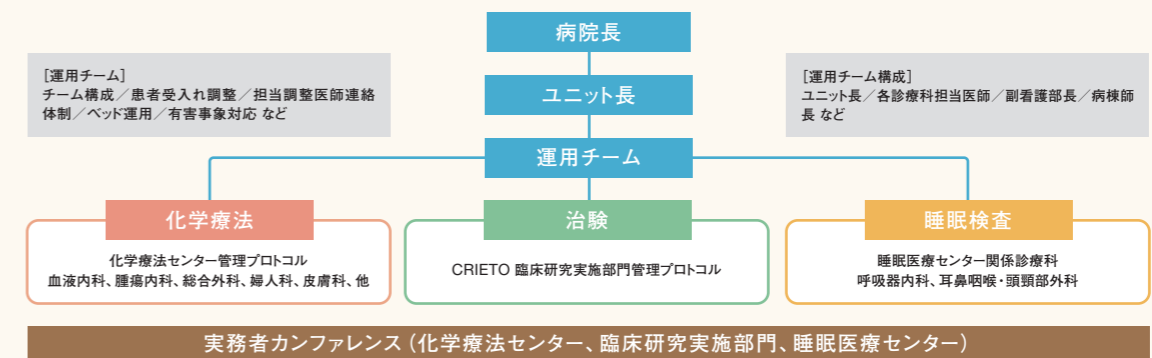 病院長
[運用チーム]
チーム構成／患者受入れ調整／担当調整医師連絡
体制／ベッド運用／有害事象対応 など
ユニット長
[運用チーム構成]
ユニット長／各診療科担当医師／副看護部長／病棟師
長 など
運用チーム
化学療法
化学療法センター管理プロトコル
血液内科、腫瘍内科、総合外科、婦人科、皮膚科、他
治験
CRIETO 臨床研究実施部門管理プロトコル
睡眠検査
睡眠医療センター関係診療科
呼吸器内科、耳鼻咽喉・頭頸部外科
実務者カンファレンス（化学療法センター、臨床研究実施部門、睡眠医療センター）